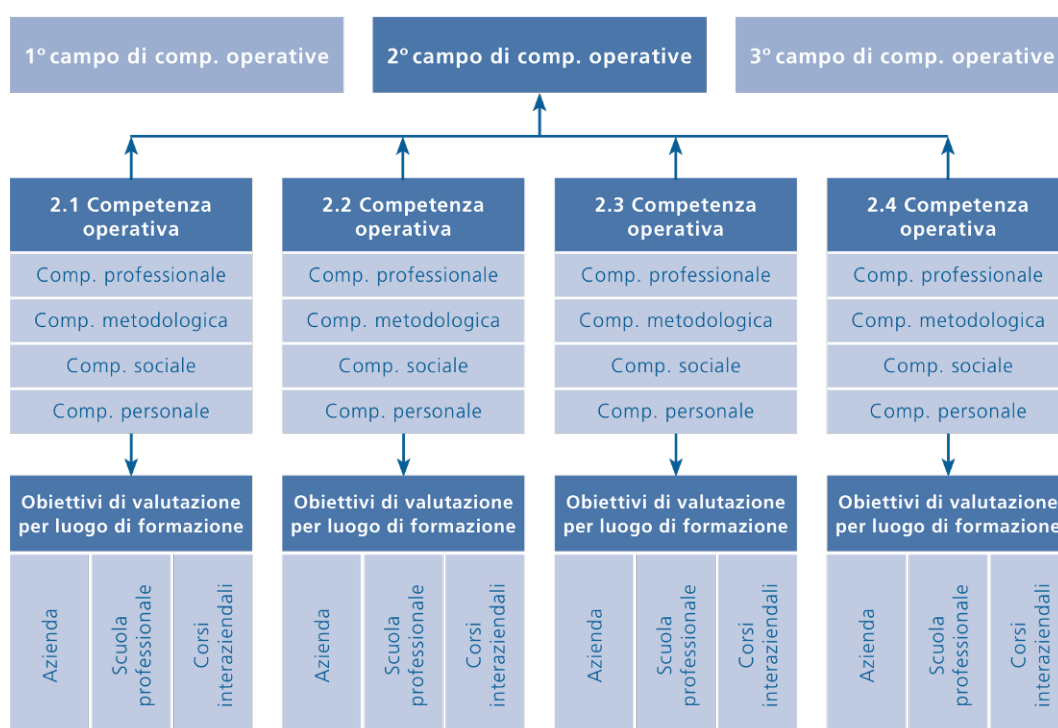 1º campo di comp. operative
2º campo di comp. operative
3º campo di comp. operative
2.1 Competenza
operativa
Comp. professionale
Comp. metodologica
Comp. sociale
Comp. personale
Obiettivi di valutazione
per luogo di formazione
Azienda
Scuola
professionale
Corsi
interaziendali
2.2 Competenza
operativa
Comp. professionale
Comp. metodologica
Comp. sociale
Comp. personale
Obiettivi di valutazione
per luogo di formazione
Azienda
Scuola
professionale
Corsi
interaziendali
2.3 Competenza
operativa
Comp. professionale
Comp. metodologica
Comp. sociale
Comp. personale
Obiettivi di valutazione
per luogo di formazione
Azienda
Scuola
professionale
Corsi
interaziendali
2.4 Competenza
operativa
Comp. professionale
Comp. metodologica
Comp. sociale
Comp. personale
Obiettivi di valutazione
per luogo di formazione
Azienda
Scuola
professionale
Corsi
interaziendali